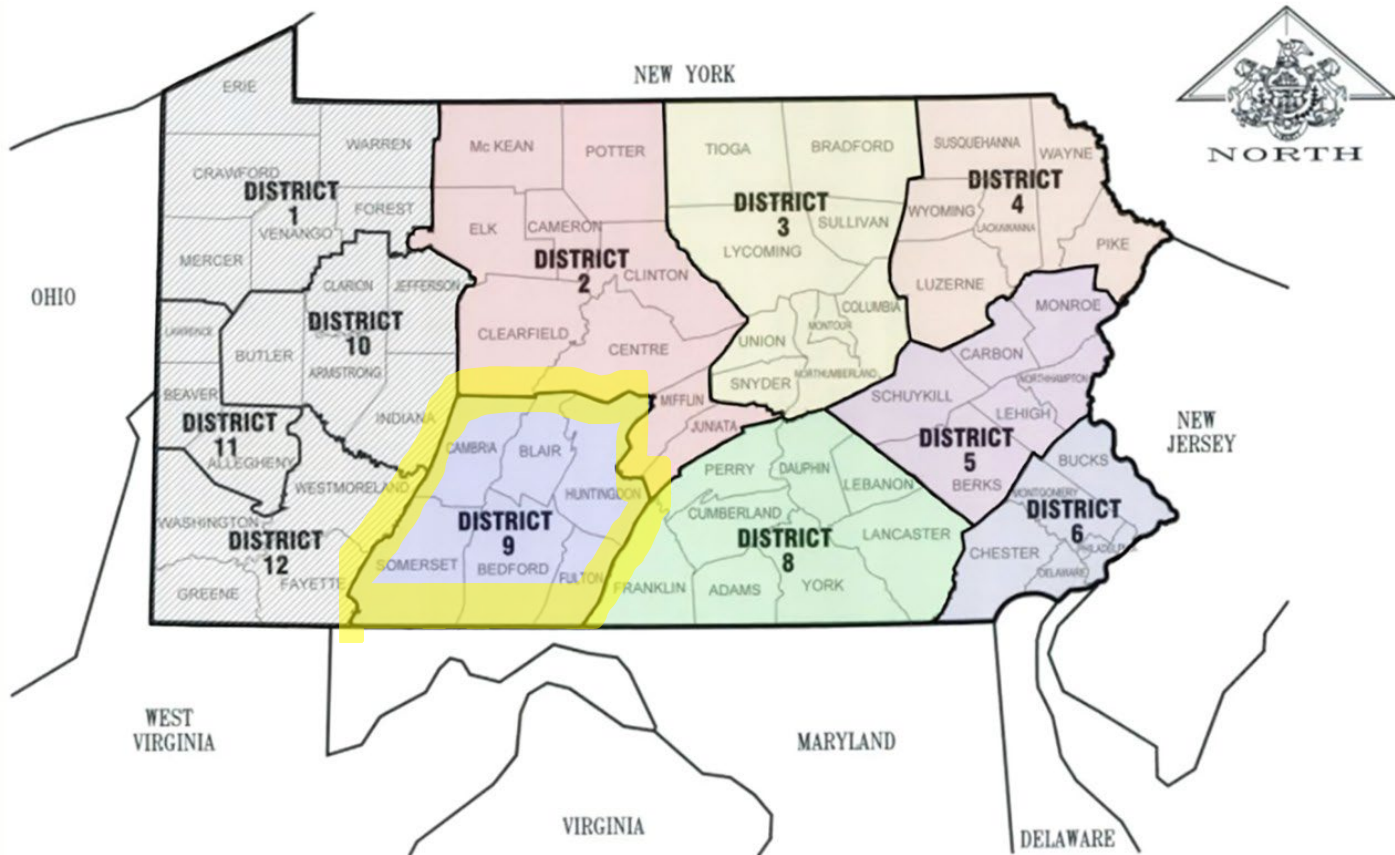 NEW YORK
NORTH
ERIE
WARREN
CRAWFORD
DISTRICT
1
FOREST
VENANGO
MERCER
Mc KEAN
POTTER
ELK
CAMERON
DISTRICT
2
CLINTON
CLEARFIELD
CENTRE
MIFFLIN
JUNIATA
TIOGA
BRADFORD
DISTRICT
3
SULLIVAN
LYCOMING
COLUMBIA
MONTOUR
UNION
NORTHUMBERLAND
SNYDER
SUSQUEHANNA
WAYNE
DISTRICT
4
WYOMING
LACKAWANNA
PIKE
LUZERNE
OHIO
CLARION
JEFFERSON
DISTRICT
10
BUTLER
ARMSTRONG
INDIANA
LAWRENCE
BEAVER
DISTRICT
11
ALLEGHENY
WESTMORELAND
WASHINGTON
DISTRICT
12
FAYETTE
GREENE
CAMBRIA
BLAIR
HUNTINGDON
DISTRICT
9
SOMERSET
BEDFORD
FULTON
PERRY
DAUPHIN
LEBANON
CUMBERLAND
LANCASTER
DISTRICT
8
FRANKLIN
ADAMS
YORK
MONROE
CARBON
NORTHHAMPTON
SCHUYKILL
LEHIGH
DISTRICT
5
BERKS
BUCKS
MONTGOMERY
DISTRICT
6
PHILADELPHIA
CHESTER
DELAWARE
NEW
JERSEY
WEST
VIRGINIA
MARYLAND
VIRGINIA
DELAWARE